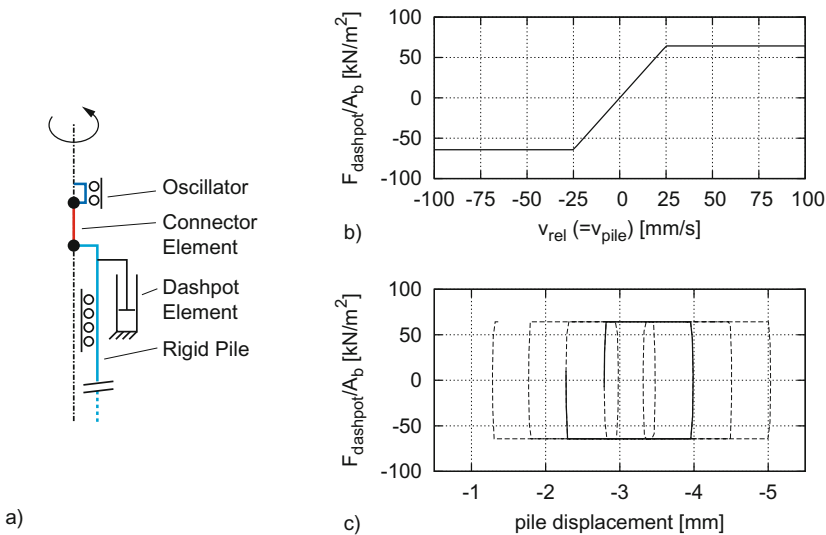 a)
Oscillator
Connector
Element
Dashpot
Element
Rigid Pile
F_dashpot/A_b [kN/m²]
100
50
0
-50
-100
-100 -75 -50 -25 0 25 50 75 100
v_rel (=v_pile) [mm/s]
b)
F_dashpot/A_b [kN/m²]
100
50
0
-50
-100
-1 -2 -3 -4 -5
pile displacement [mm]
c)